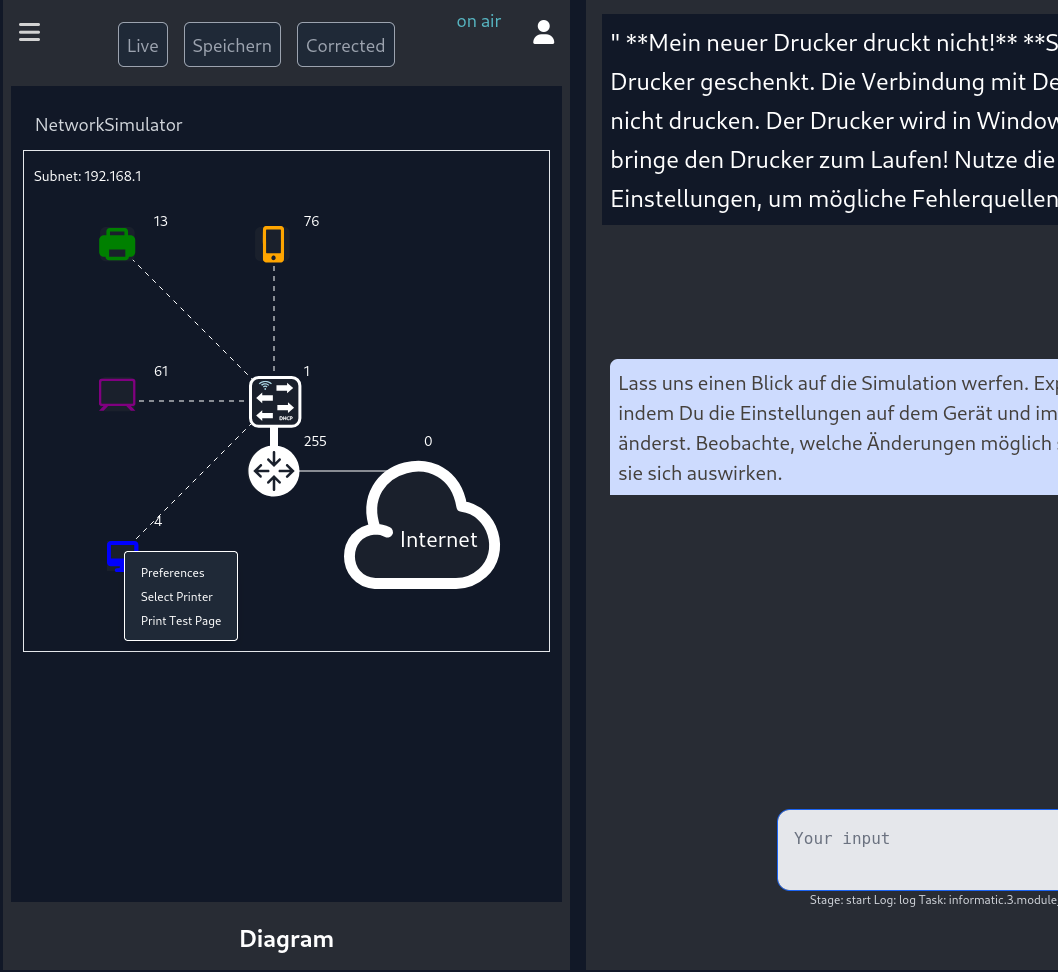 Live
Speichern
Corrected
on air
NetworkSimulator
Subnet: 192.168.1
13
76
61
1
DHCP
255
0
4
Internet
Preferences
Select Printer
Print Test Page
Diagram
" **Mein neuer Drucker druckt nicht!** **S
Drucker geschenkt. Die Verbindung mit De
nicht drucken. Der Drucker wird in Window
bringe den Drucker zum Laufen! Nutze die
Einstellungen, um mögliche Fehlerquellen
Lass uns einen Blick auf die Simulation werfen. Exp
indem Du die Einstellungen auf dem Gerät und im
änderst. Beobachte, welche Änderungen möglich s
sie sich auswirken.
Your input
Stage: start Log: log Task: informatic.3.module_